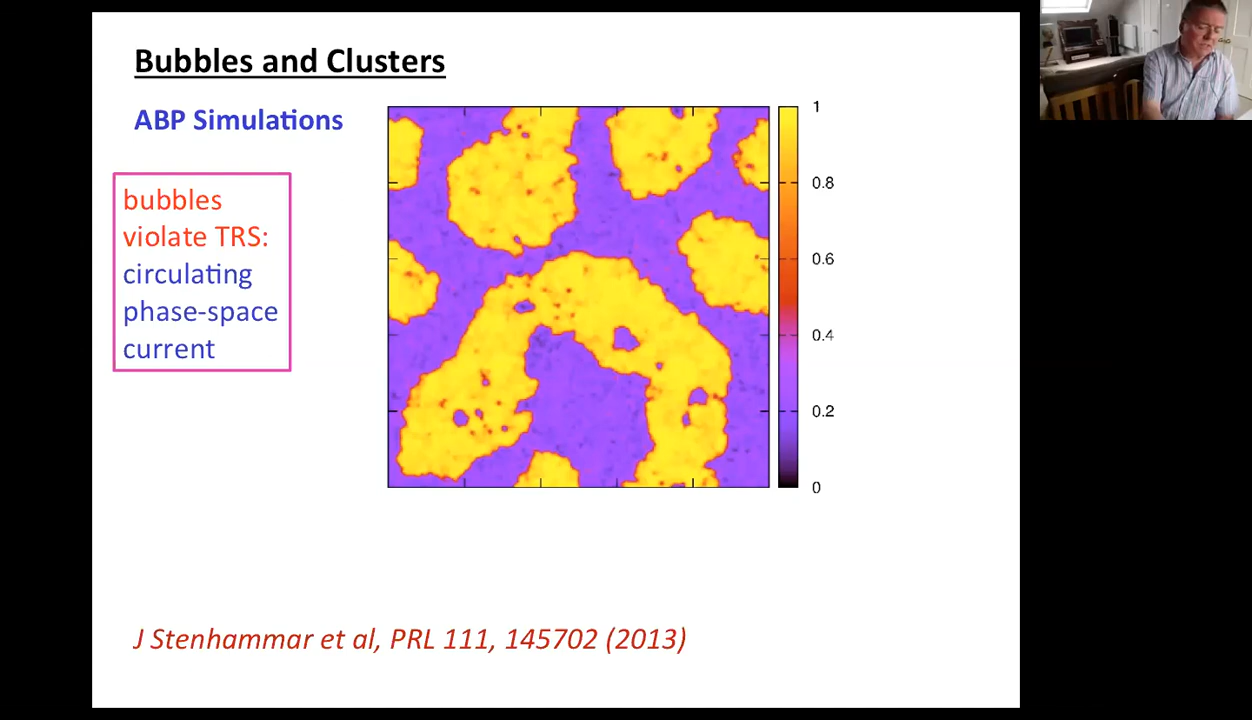 Bubbles and Clusters
ABP Simulations
bubbles
violate TRS:
circulating
phase-space
current
1
0.8
0.6
0.4
0.2
0
J Stenhammar et al, PRL 111, 145702 (2013)